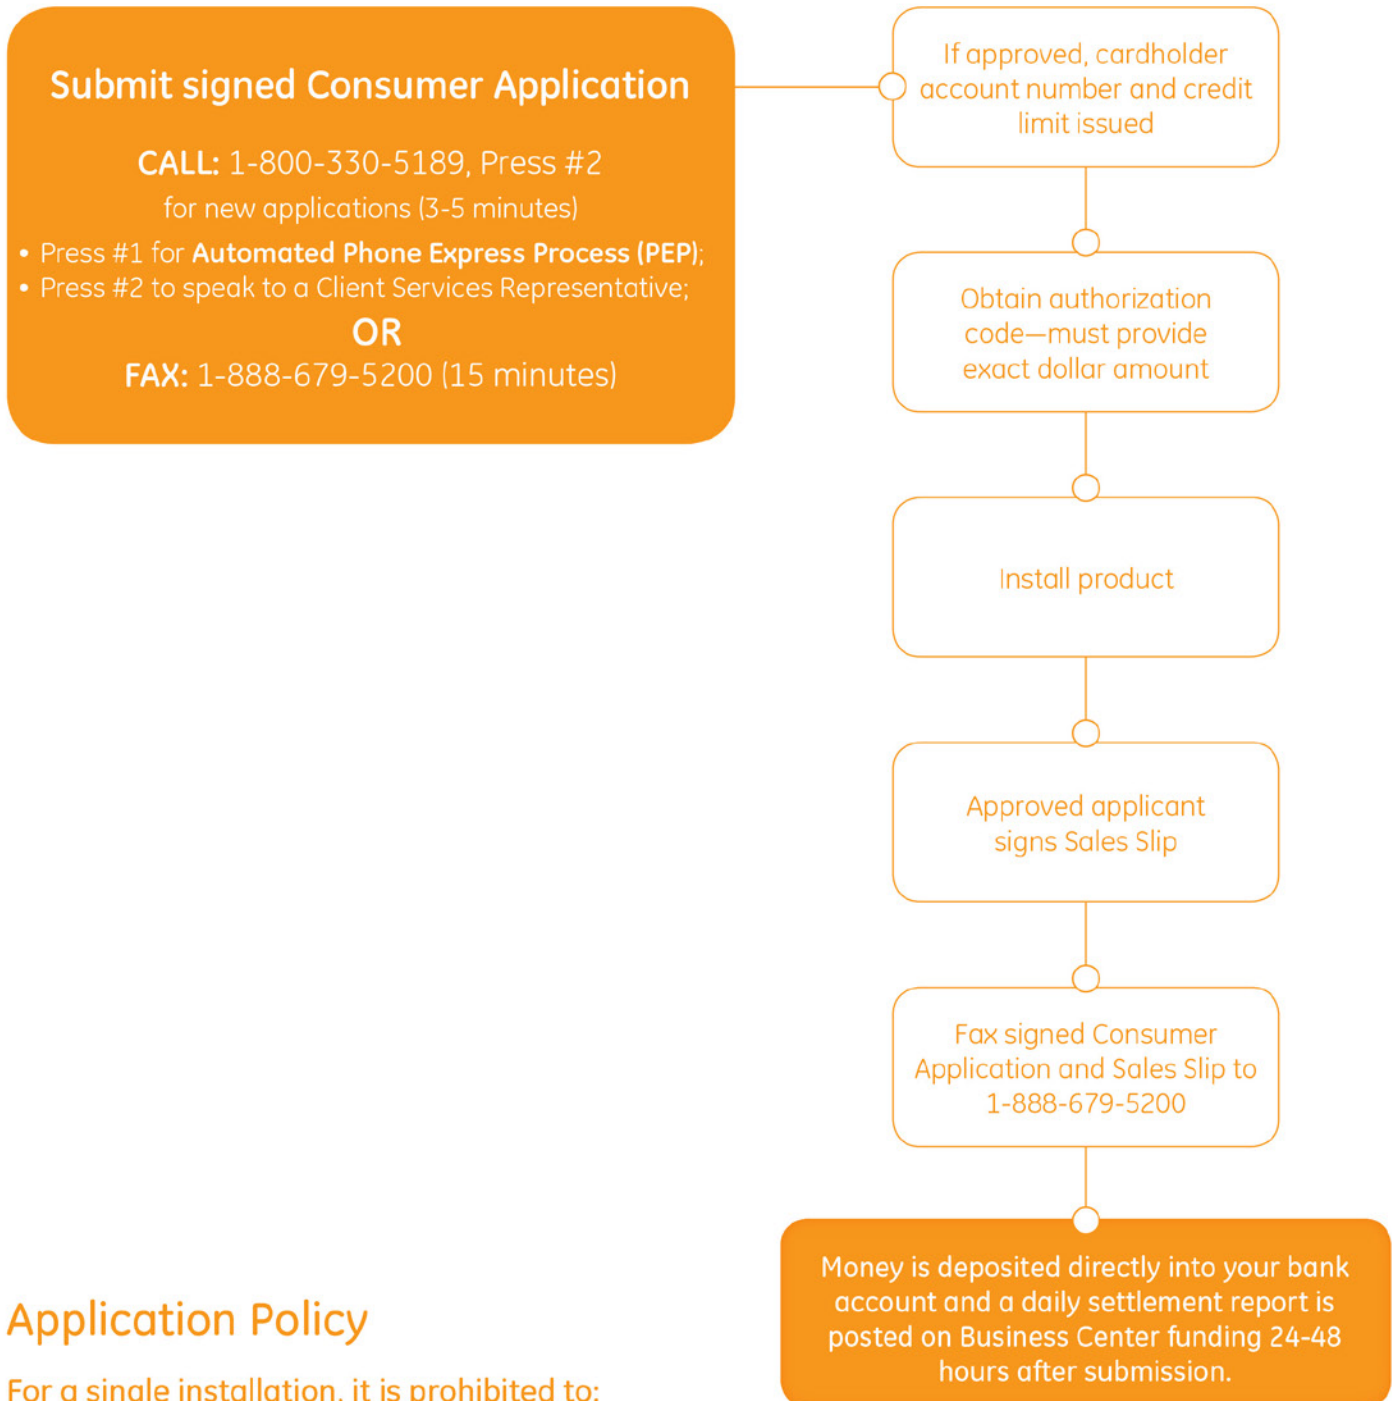 Submit signed Consumer Application
CALL: 1-800-330-5189, Press #2
for new applications (3-5 minutes)
• Press #1 for Automated Phone Express Process (PEP);
• Press #2 to speak to a Client Services Representative;
OR
FAX: 1-888-679-5200 (15 minutes)
If approved, cardholder
account number and credit
limit issued
Obtain authorization
code—must provide
exact dollar amount
Install product
Approved applicant
signs Sales Slip
Fax signed Consumer
Application and Sales Slip to
1-888-679-5200
Money is deposited directly into your bank
account and a daily settlement report is
posted on Business Center funding 24-48
hours after submission.
Application Policy
For a single installation, it is prohibited to: